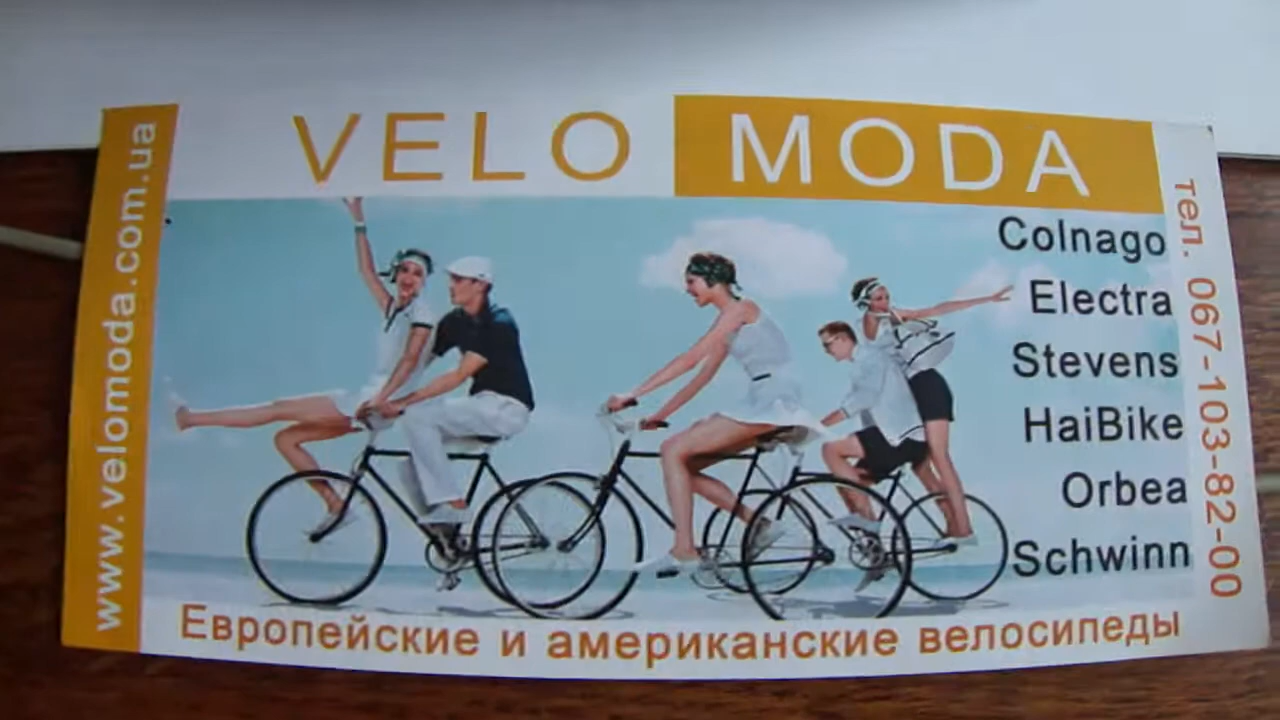 VELO MODA
www.velomoda.com.ua
Colnago
Electra
Stevens
HaiBike
Orbea
Schwinn
тел. 067-103-82-00
Европейские и американские велосипеды